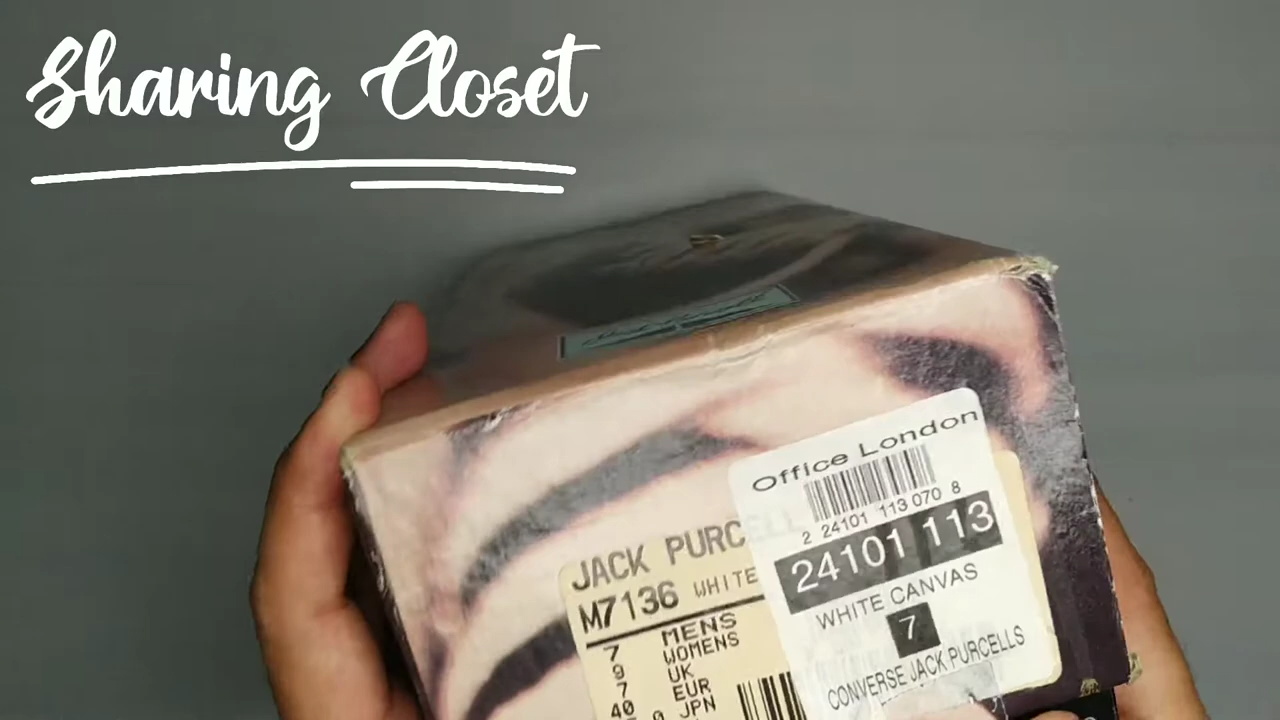 Sharing Closet
Office London
2 24101 113 070 8
24101 113
WHITE CANVAS
7
CONVERSE JACK PURCELLS
JACK PURCELL
M7136 WHITE
7 MENS
9 WOMENS
7 UK
40 EUR
JPN